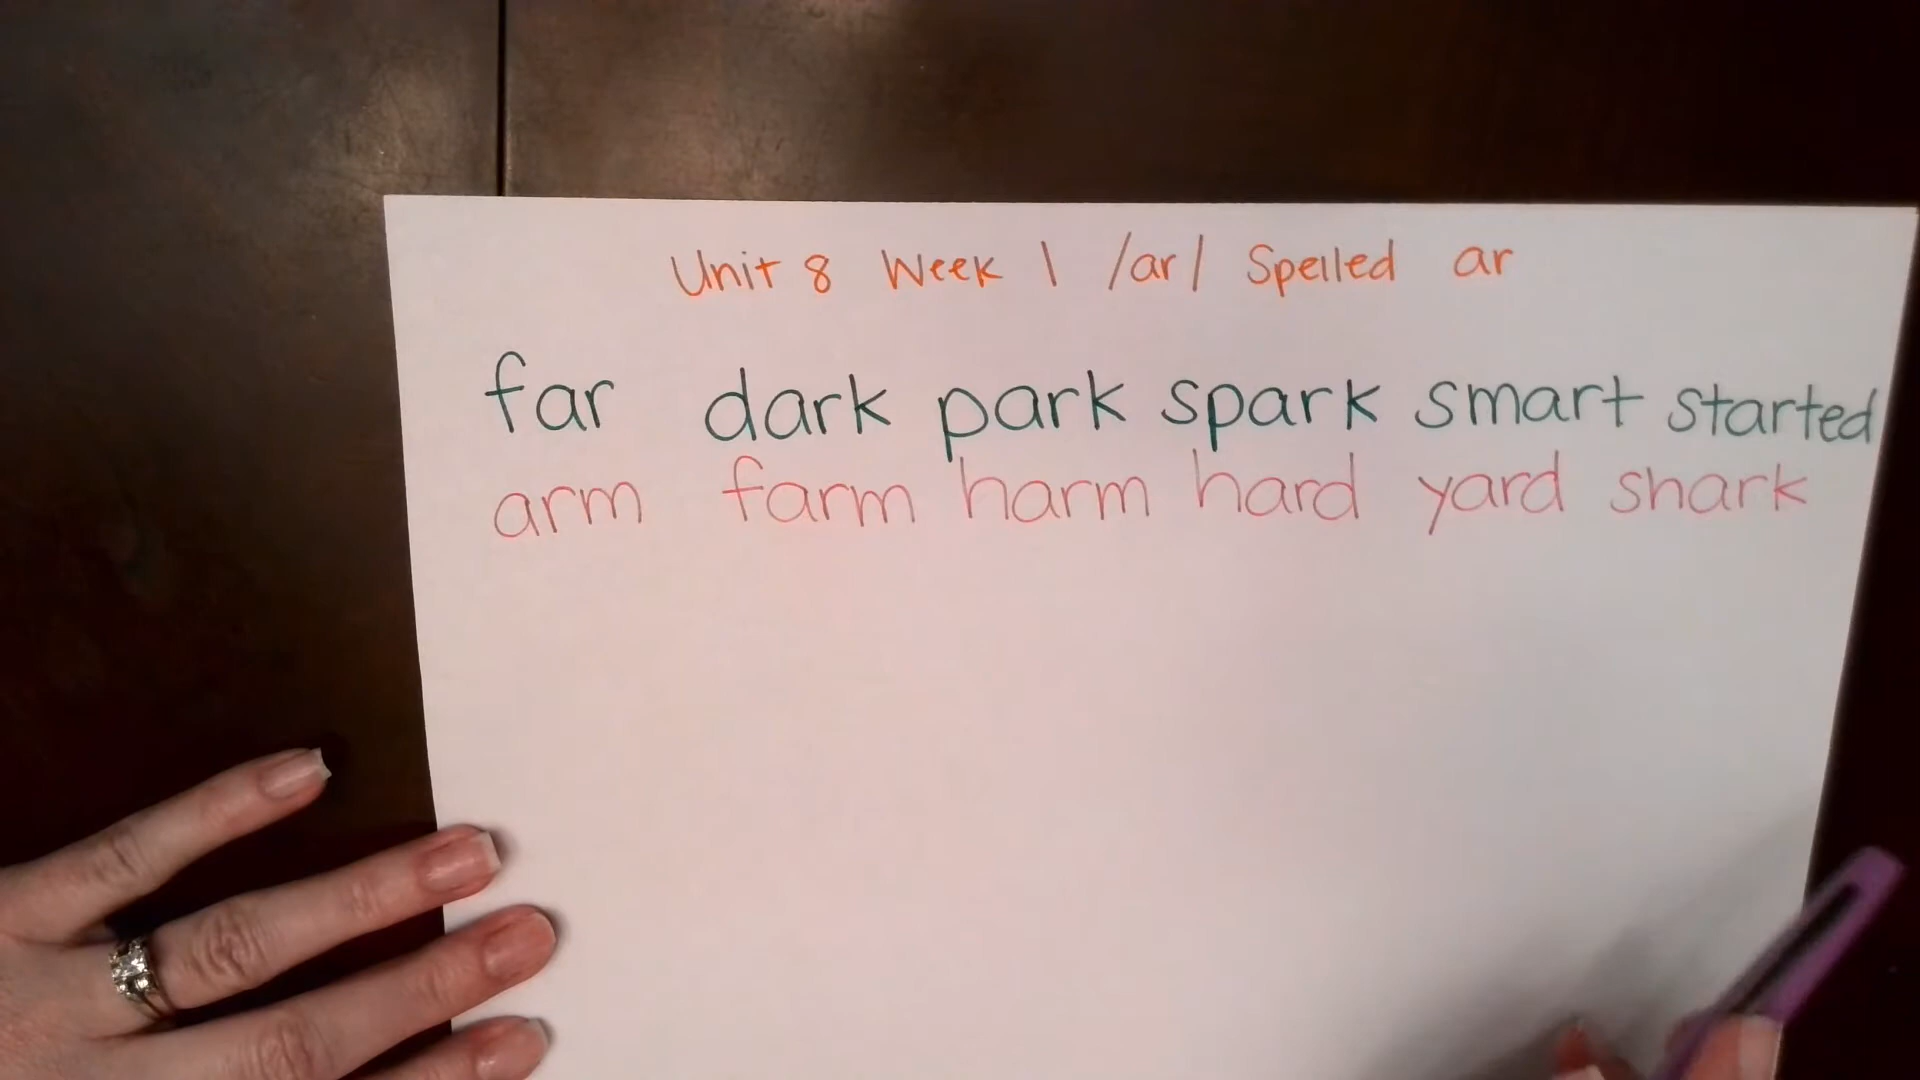 Unit 8 Week 1 /ar/ Spelled ar
far dark park spark smart started
arm farm harm hard yard shark